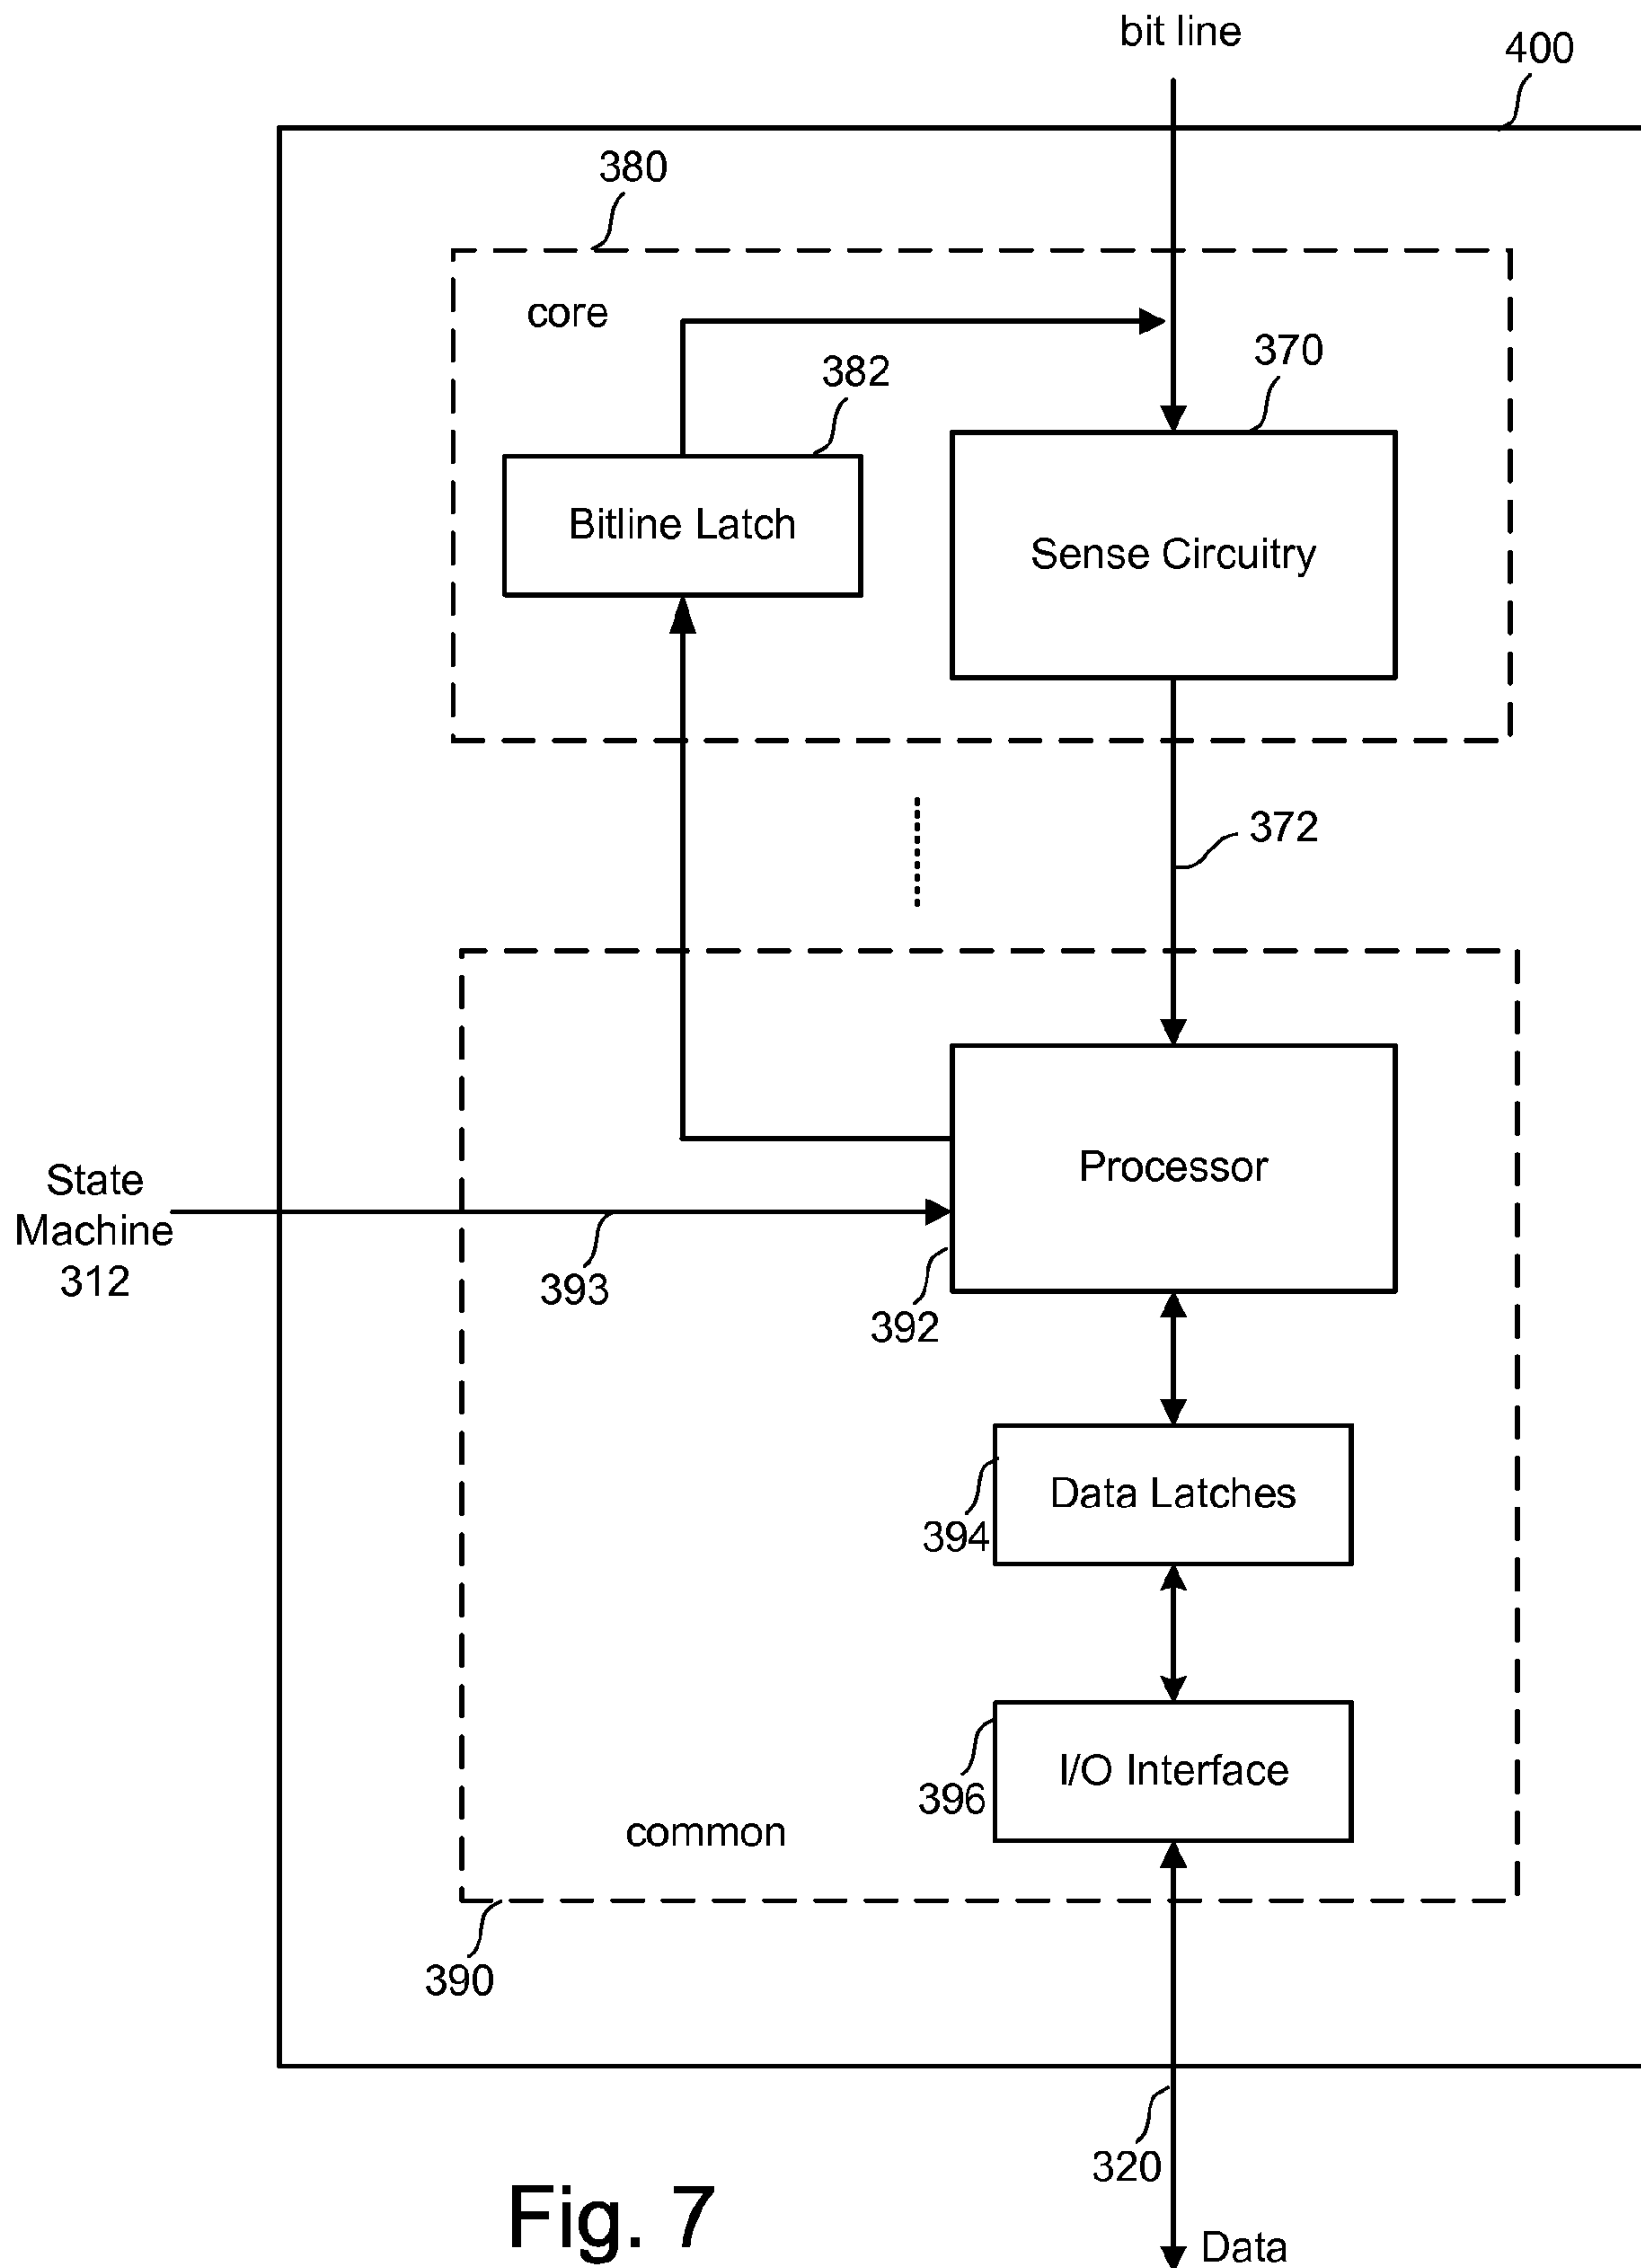 bit line
400
380
core
370
382
Bitline Latch
Sense Circuitry
372
Processor
State
Machine
312
393
392
Data Latches
394
I/O Interface
396
common
390
320
Fig. 7
Data